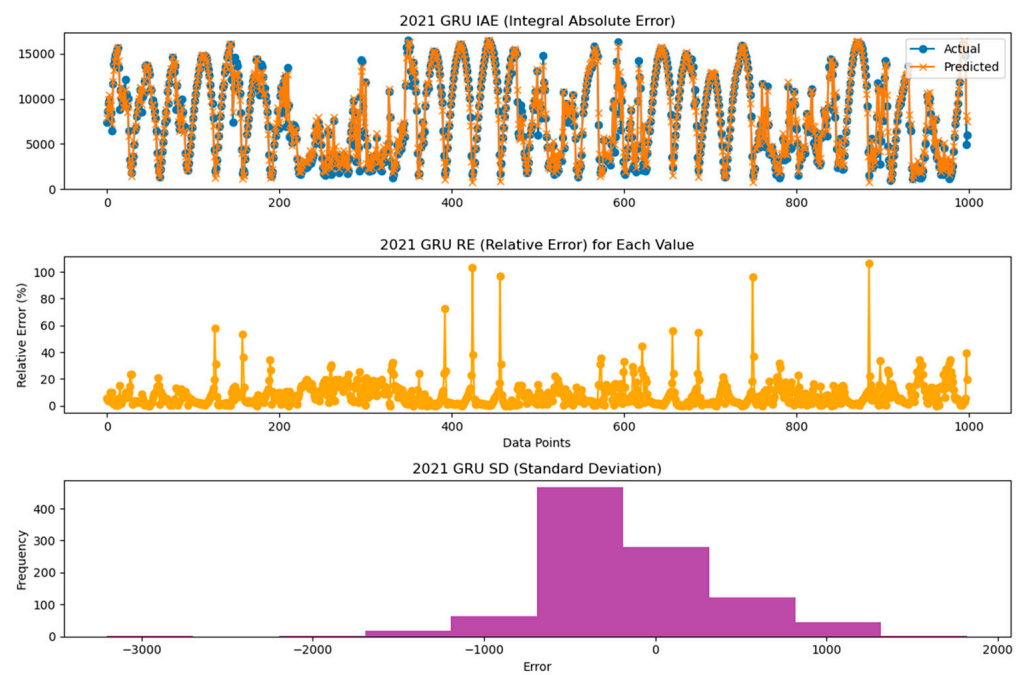 2021 GRU IAE (Integral Absolute Error)
15000
10000
5000
0
Actual
Predicted
0 200 400 600 800 1000
2021 GRU RE (Relative Error) for Each Value
Relative Error (%)
100
80
60
40
20
0
0 200 400 600 800 1000
Data Points
2021 GRU SD (Standard Deviation)
Frequency
400
300
200
100
0
−3000 −2000 −1000 0 1000 2000
Error